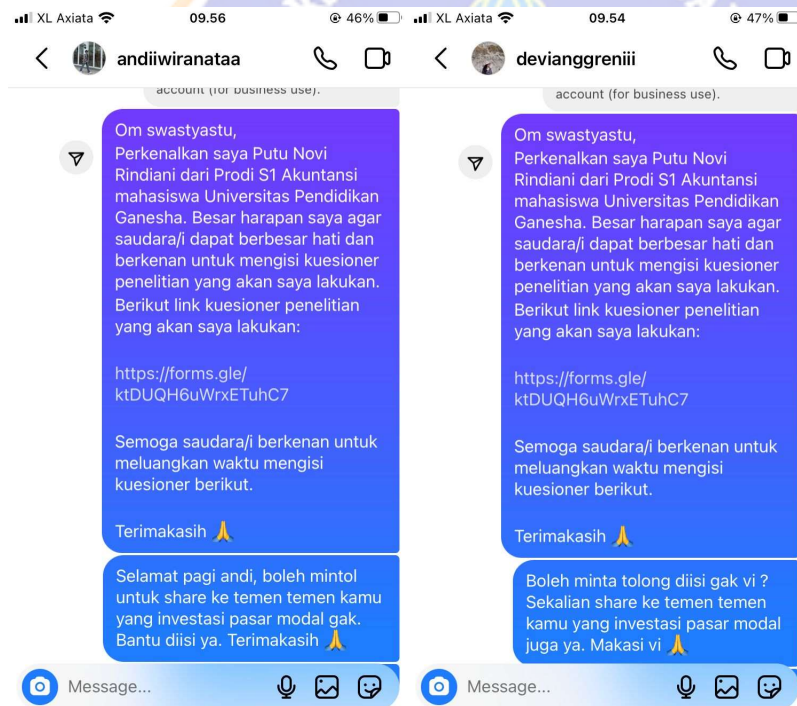 XL Axiata 09.56 46%
andiiwiranataa
account (for business use).
Om swastyastu,
Perkenalkan saya Putu Novi
Rindiani dari Prodi S1 Akuntansi
mahasiswa Universitas Pendidikan
Ganesha. Besar harapan saya agar
saudara/i dapat berbesar hati dan
berkenan untuk mengisi kuesioner
penelitian yang akan saya lakukan.
Berikut link kuesioner penelitian
yang akan saya lakukan:
https://forms.gle/
ktDUQH6uWrxETuhC7
Semoga saudara/i berkenan untuk
meluangkan waktu mengisi
kuesioner berikut.
Terimakasih 🙏
Selamat pagi andi, boleh mintol
untuk share ke temen temen kamu
yang investasi pasar modal gak.
Bantu diisi ya. Terimakasih 🙏
Message...
XL Axiata 09.54 47%
devianggreniii
account (for business use).
Om swastyastu,
Perkenalkan saya Putu Novi
Rindiani dari Prodi S1 Akuntansi
mahasiswa Universitas Pendidikan
Ganesha. Besar harapan saya agar
saudara/i dapat berbesar hati dan
berkenan untuk mengisi kuesioner
penelitian yang akan saya lakukan.
Berikut link kuesioner penelitian
yang akan saya lakukan:
https://forms.gle/
ktDUQH6uWrxETuhC7
Semoga saudara/i berkenan untuk
meluangkan waktu mengisi
kuesioner berikut.
Terimakasih 🙏
Boleh minta tolong diisi gak vi ?
Sekalian share ke temen temen
kamu yang investasi pasar modal
juga ya. Makasi vi 🙏
Message...